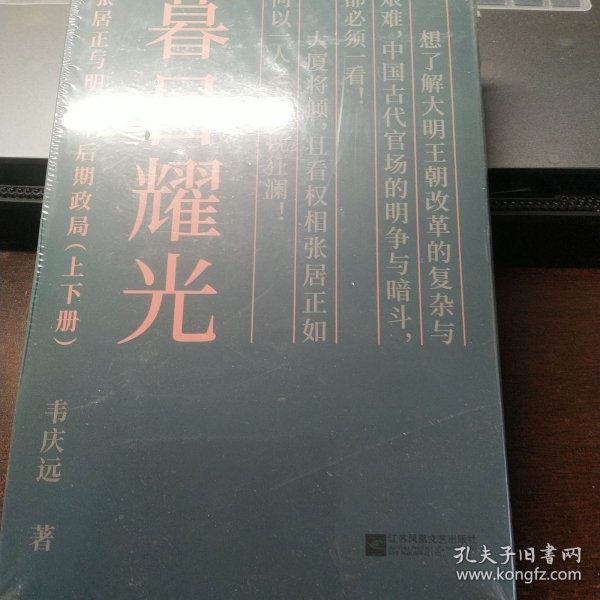 想了解大明王朝改革的复杂与
艰难,中国古代官场的明争与暗斗,
都必须一看!
大厦将倾,且看权相张居正如
何以一人
狂澜!
暮日耀光
张居正与明
后期政局(上下册)
韦庆远 著
江苏凤凰文艺出版社
孔夫子旧书网
www.kongfz.com